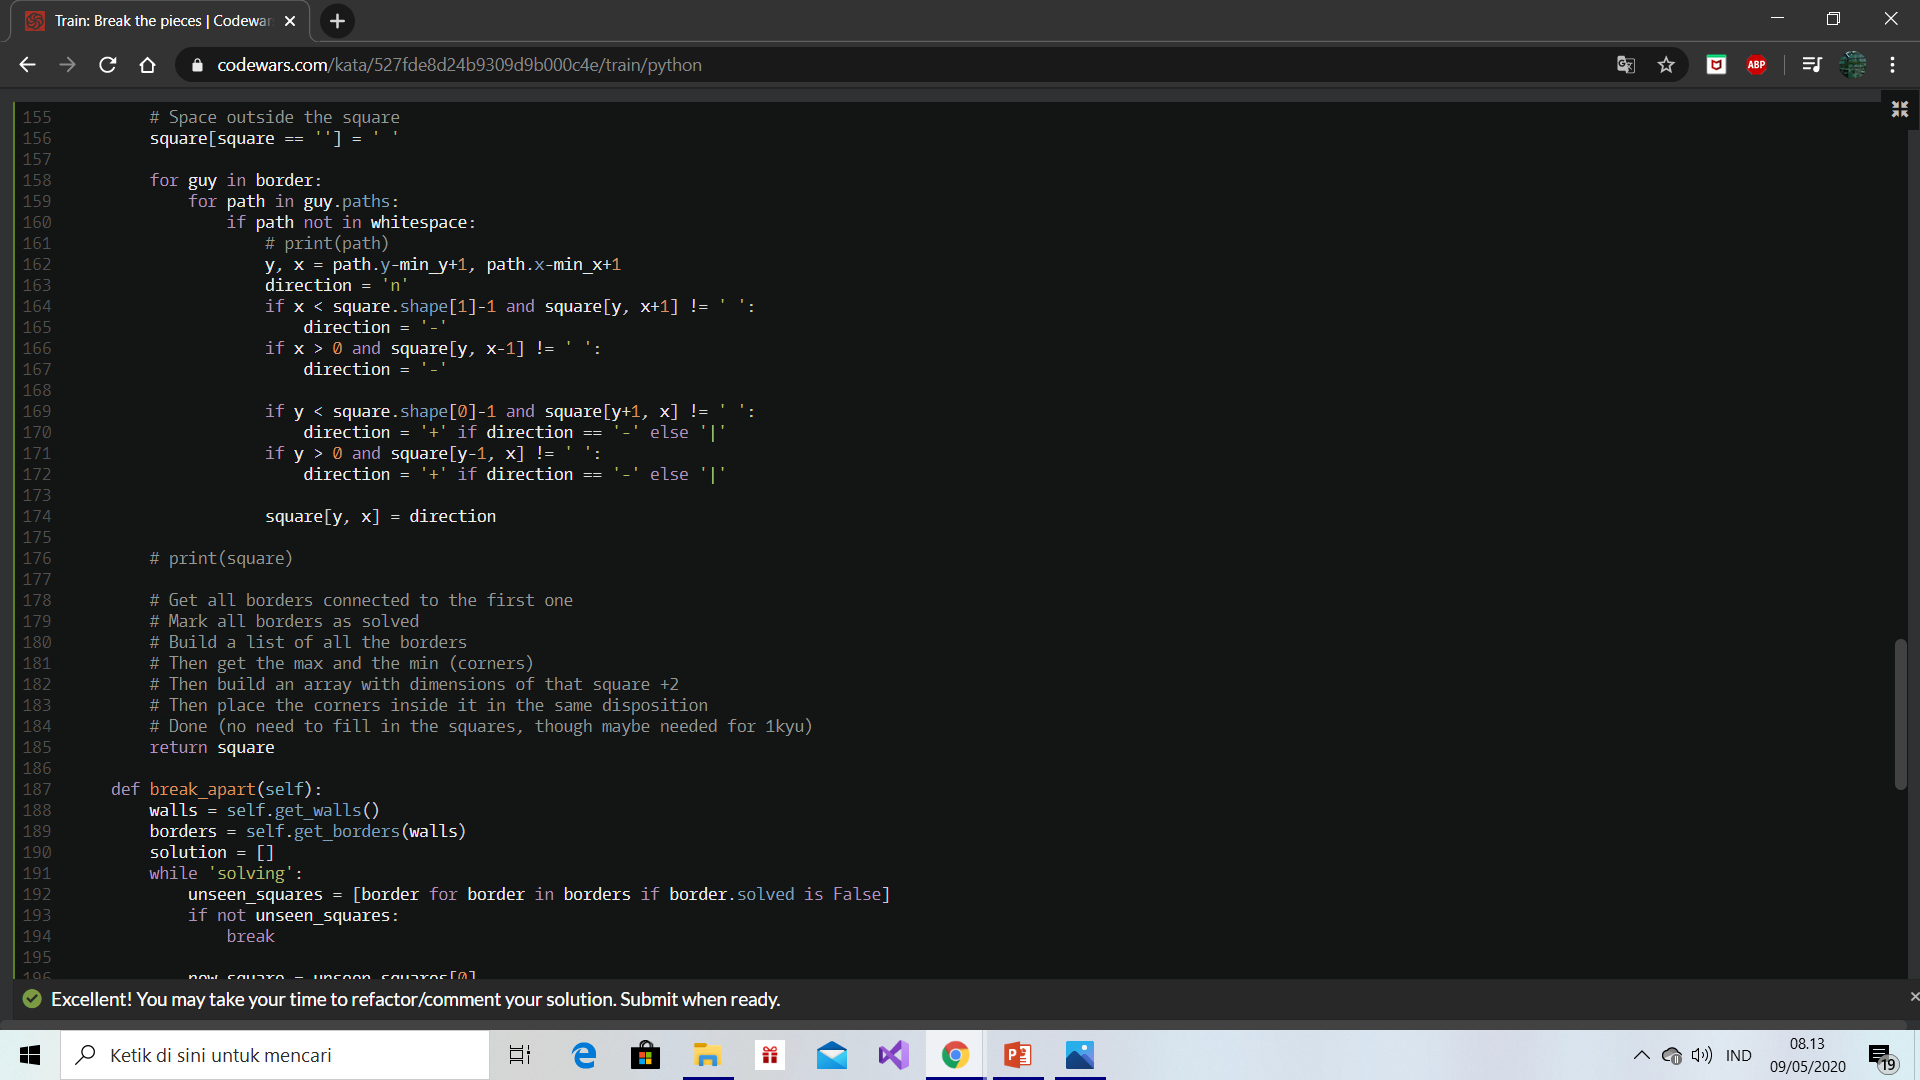 Train: Break the pieces | Codewar
codewars.com/kata/527fde8d24b9309d9b000c4e/train/python
ABP
155 # Space outside the square
156 square[square == ''] = ' '
157
158 for guy in border:
159 for path in guy.paths:
160 if path not in whitespace:
161 # print(path)
162 y, x = path.y-min_y+1, path.x-min_x+1
163 direction = 'n'
164 if x < square.shape[1]-1 and square[y, x+1] != ' ':
165 direction = '-'
166 if x > 0 and square[y, x-1] != ' ':
167 direction = '-'
168
169 if y < square.shape[0]-1 and square[y+1, x] != ' ':
170 direction = '+' if direction == '-' else '|'
171 if y > 0 and square[y-1, x] != ' ':
172 direction = '+' if direction == '-' else '|'
173
174 square[y, x] = direction
175
176 # print(square)
177
178 # Get all borders connected to the first one
179 # Mark all borders as solved
180 # Build a list of all the borders
181 # Then get the max and the min (corners)
182 # Then build an array with dimensions of that square +2
183 # Then place the corners inside it in the same disposition
184 # Done (no need to fill in the squares, though maybe needed for 1kyu)
185 return square
186
187 def break_apart(self):
188 walls = self.get_walls()
189 borders = self.get_borders(walls)
190 solution = []
191 while 'solving':
192 unseen_squares = [border for border in borders if border.solved is False]
193 if not unseen_squares:
194 break
195
196 now_square = unseen_squares[0]
Excellent! You may take your time to refactor/comment your solution. Submit when ready.
Ketik di sini untuk mencari
IND
08.13
09/05/2020
19